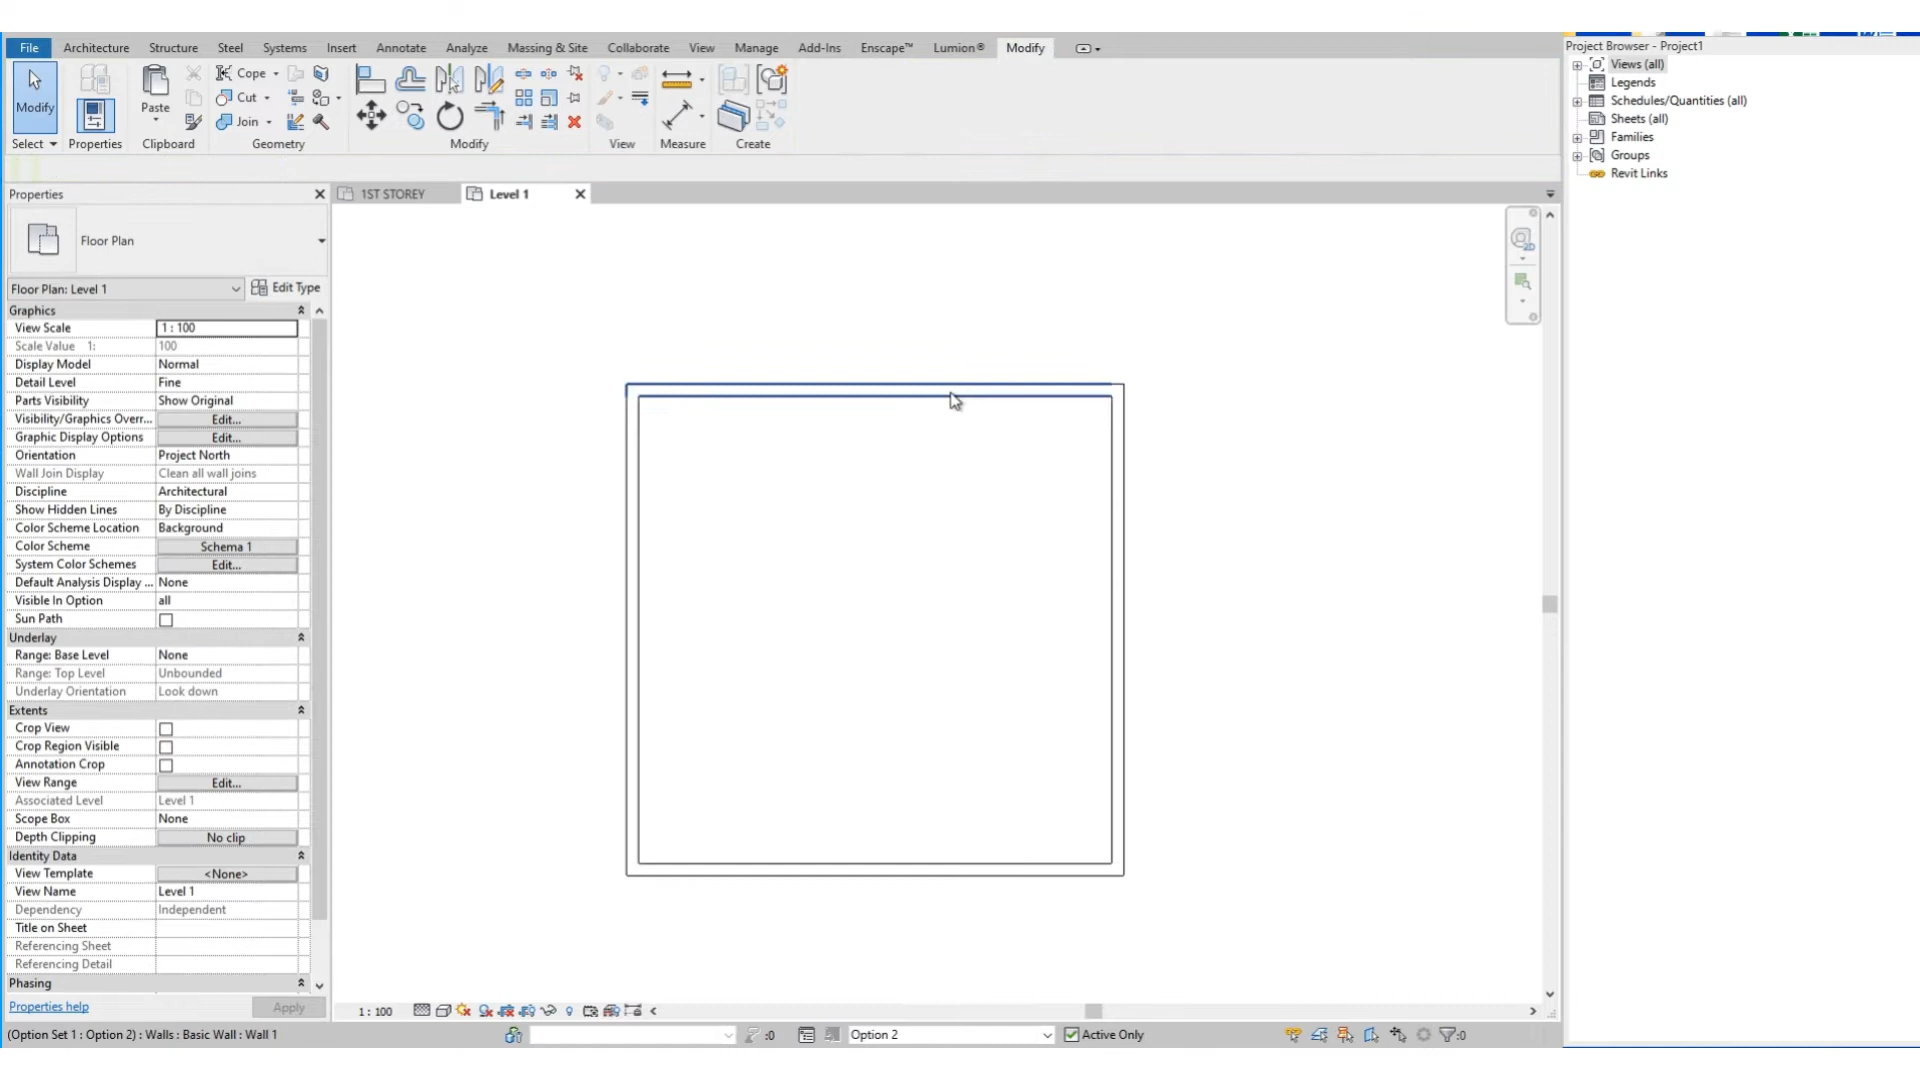 File Architecture Structure Steel Systems Insert Annotate Analyze Massing & Site Collaborate View Manage Add-Ins Enscape™ Lumion® Modify
Project Browser - Project1
Views (all)
Legends
Schedules/Quantities (all)
Sheets (all)
Families
Groups
Revit Links
Modify
Paste
Cope
Cut
Join
Select Properties Clipboard Geometry Modify View Measure Create
Properties
1ST STOREY Level 1
Floor Plan
Floor Plan: Level 1 Edit Type
Graphics
View Scale 1 : 100
Scale Value 1: 100
Display Model Normal
Detail Level Fine
Parts Visibility Show Original
Visibility/Graphics Overr... Edit...
Graphic Display Options Edit...
Orientation Project North
Wall Join Display Clean all wall joins
Discipline Architectural
Show Hidden Lines By Discipline
Color Scheme Location Background
Color Scheme Schema 1
System Color Schemes Edit...
Default Analysis Display ... None
Visible In Option all
Sun Path
Underlay
Range: Base Level None
Range: Top Level Unbounded
Underlay Orientation Look down
Extents
Crop View
Crop Region Visible
Annotation Crop
View Range Edit...
Associated Level Level 1
Scope Box None
Depth Clipping No clip
Identity Data
View Template <None>
View Name Level 1
Dependency Independent
Title on Sheet
Referencing Sheet
Referencing Detail
Phasing
Properties help Apply
1 : 100
(Option Set 1 : Option 2) : Walls : Basic Wall : Wall 1
:0 Option 2 Active Only :0
2D